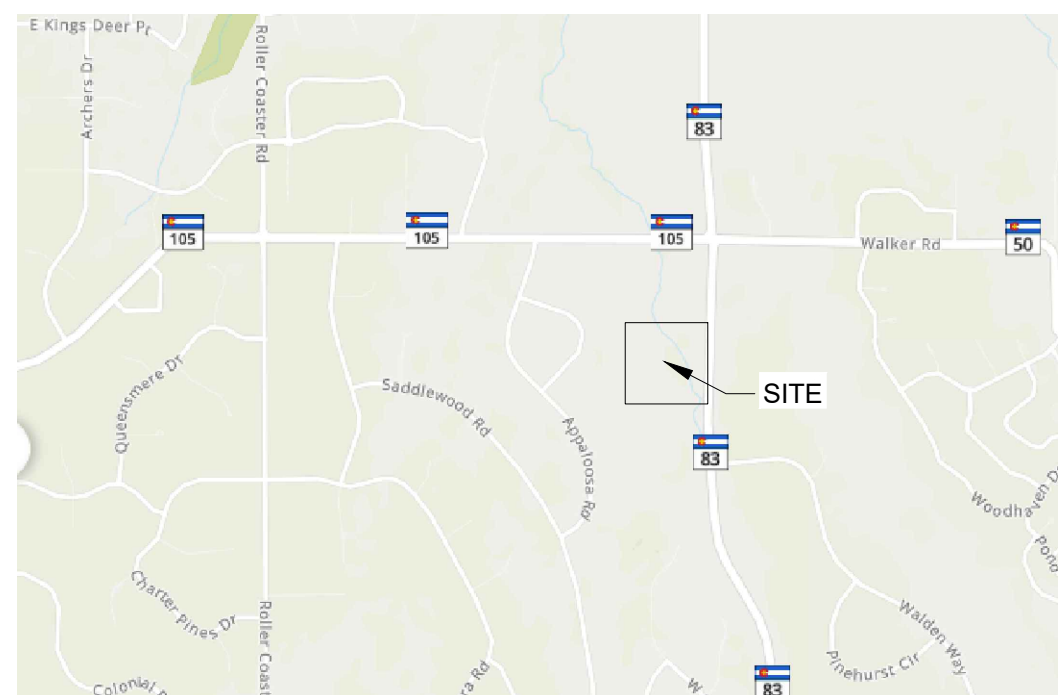 E Kings Deer Pt
Archers Dr
Roller Coaster Rd
83
105
105
105
Walker Rd
50
Queensmere Dr
Saddlewood Rd
Appaloosa Rd
SITE
83
Woodhaven
Charter Pines Dr
Roller
Walden Way
Pinehurst Cir
Colonial
Rd
W
83